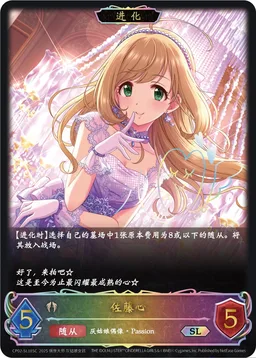 进化
【进化时】选择自己的墓场中1张原本费用为8或以下的随从。将
其放入战场。
好了，来拍吧☆
这是至今为止最闪耀最成熟的心…☆
佐藤心
5
随从
灰姑娘偶像・Passion
SL
5